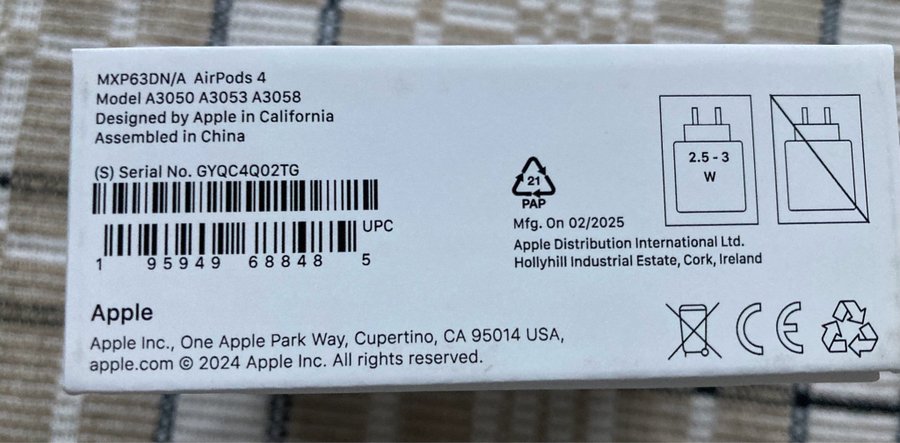 MXP63DN/A AirPods 4
Model A3050 A3053 A3058
Designed by Apple in California
Assembled in China
(S) Serial No. GYQC4Q02TG
UPC
1 95949 68848 5
Apple
Apple Inc., One Apple Park Way, Cupertino, CA 95014 USA,
apple.com © 2024 Apple Inc. All rights reserved.
21
PAP
Mfg. On 02/2025
Apple Distribution International Ltd.
Hollyhill Industrial Estate, Cork, Ireland
2.5 - 3
W
CE